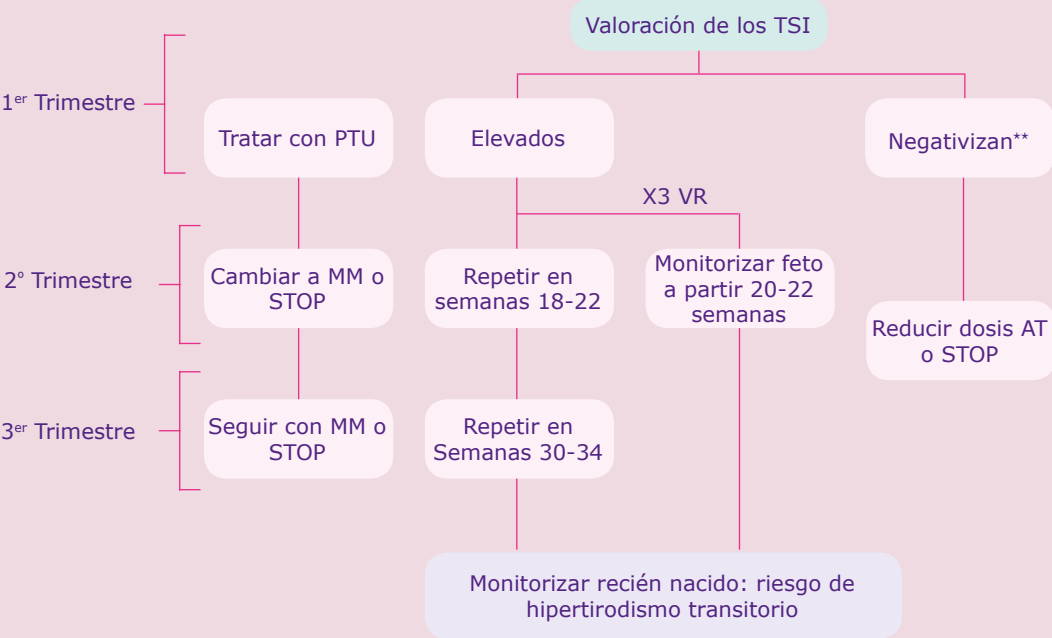 Valoración de los TSI
1er Trimestre
Tratar con PTU
Elevados
Negativizan**
X3 VR
2º Trimestre
Cambiar a MM o
STOP
Repetir en
semanas 18-22
Monitorizar feto
a partir 20-22
semanas
Reducir dosis AT
o STOP
3er Trimestre
Seguir con MM o
STOP
Repetir en
Semanas 30-34
Monitorizar recién nacido: riesgo de
hipertirodismo transitorio